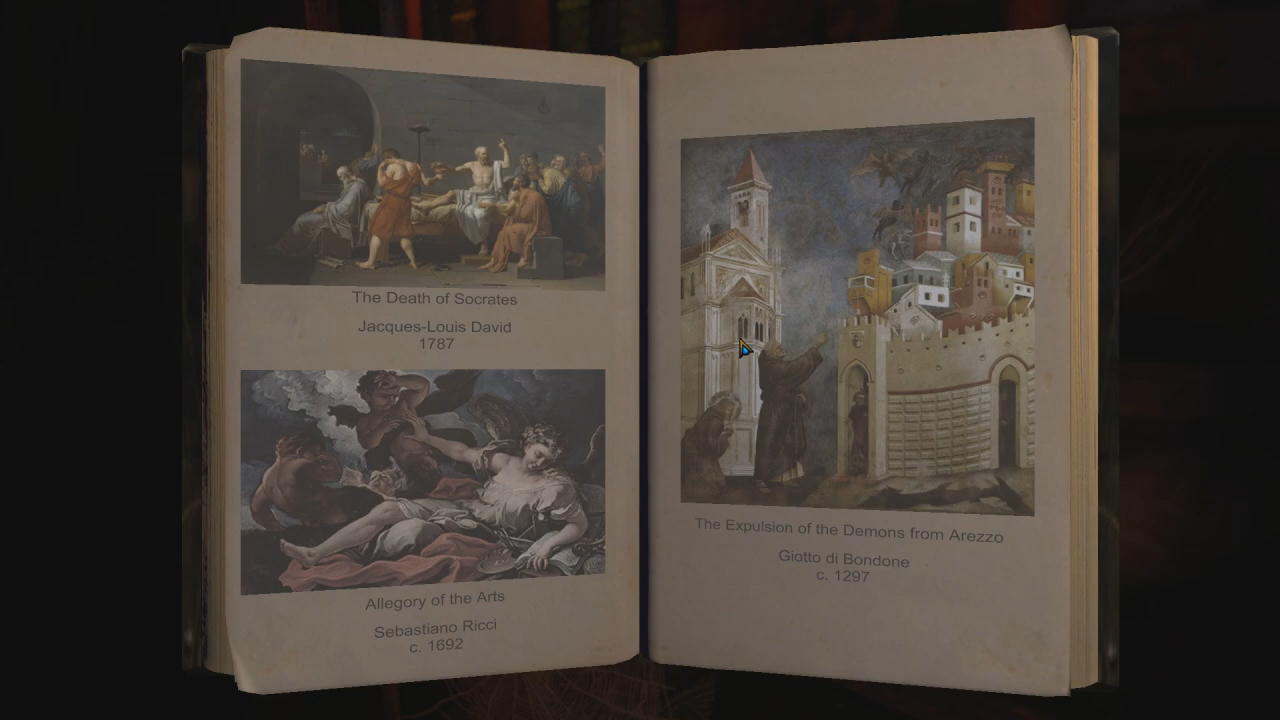 The Death of Socrates
Jacques-Louis David
1787
Allegory of the Arts
Sebastiano Ricci
c. 1692
The Expulsion of the Demons from Arezzo
Giotto di Bondone
c. 1297